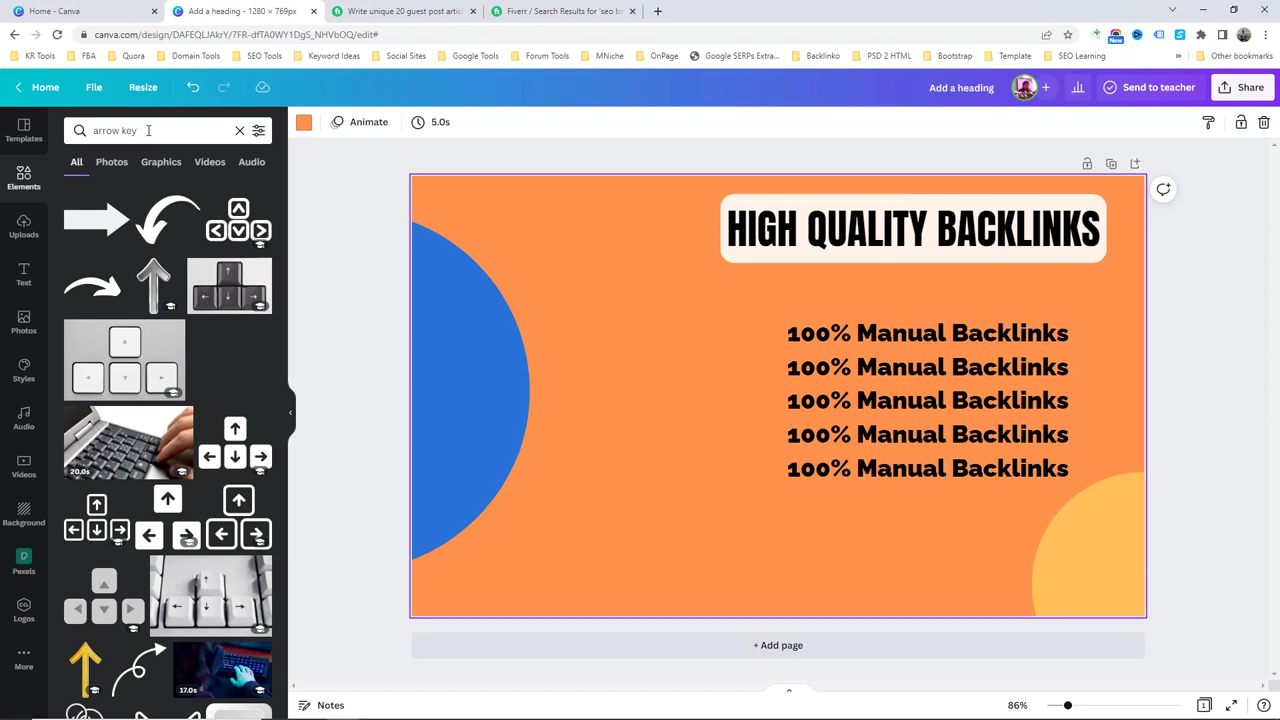 Home - Canva
Add a heading - 1280 × 769px
Write unique 20 guest post artic
Fiverr / Search Results for 'seo b
canva.com/design/DAFEQLJAkrY/7FR-dfTA0WY1DgS_NHVbOQ/edit#
New
KR Tools
FBA
Quora
Domain Tools
SEO Tools
Keyword Ideas
Social Sites
Google Tools
Forum Tools
MNiche
OnPage
Google SERPs Extra...
Backlinko
PSD 2 HTML
Bootstrap
Template
SEO Learning
Other bookmarks
Home
File
Resize
Add a heading
Send to teacher
Share
Templates
Elements
Uploads
Text
Photos
Styles
Audio
Videos
Background
Pexels
Logos
More
arrow key
All
Photos
Graphics
Videos
Audio
20.0s
17.0s
Animate
5.0s
HIGH QUALITY BACKLINKS
100% Manual Backlinks
100% Manual Backlinks
100% Manual Backlinks
100% Manual Backlinks
100% Manual Backlinks
+ Add page
Notes
86%
1